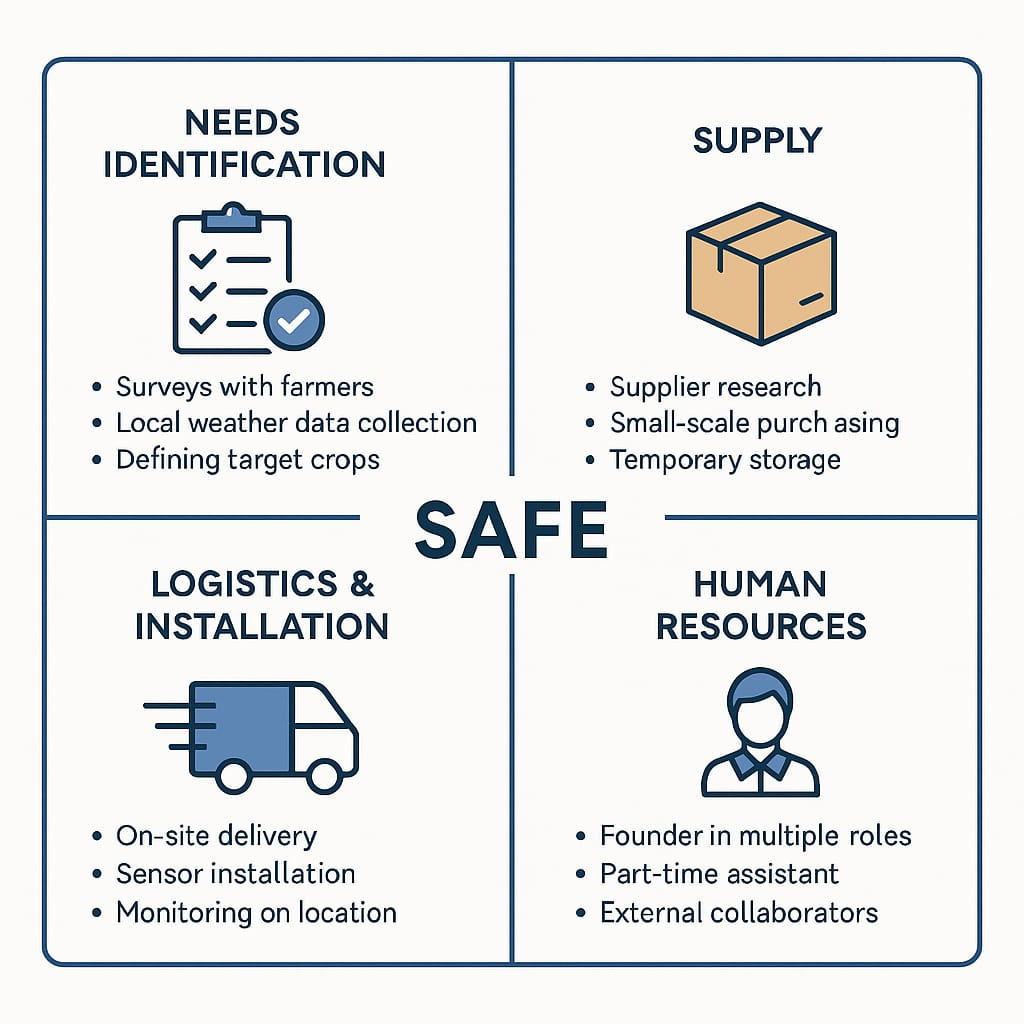 NEEDS
IDENTIFICATION
• Surveys with farmers
• Local weather data collection
• Defining target crops
SUPPLY
• Supplier research
• Small-scale purch asing
• Temporary storage
SAFE
LOGISTICS &
INSTALLATION
• On-site delivery
• Sensor installation
• Monitoring on location
HUMAN
RESOURCES
• Founder in multiple roles
• Part-time assistant
• External collaborators